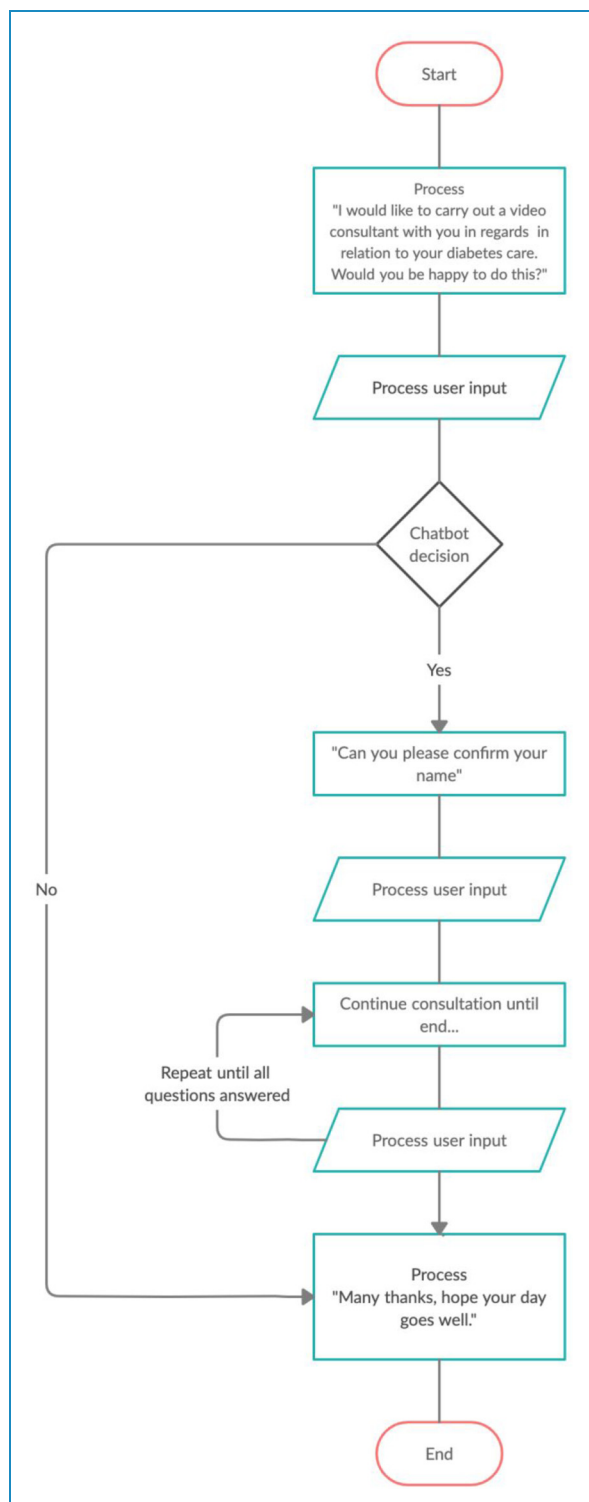 Start
Process
"I would like to carry out a video
consultant with you in regards  in
relation to your diabetes care.
Would you be happy to do this?"
Process user input
Chatbot
decision
Yes
"Can you please confirm your
name"
No
Process user input
Continue consultation until
end...
Repeat until all
questions answered
Process user input
Process
"Many thanks, hope your day
goes well."
End